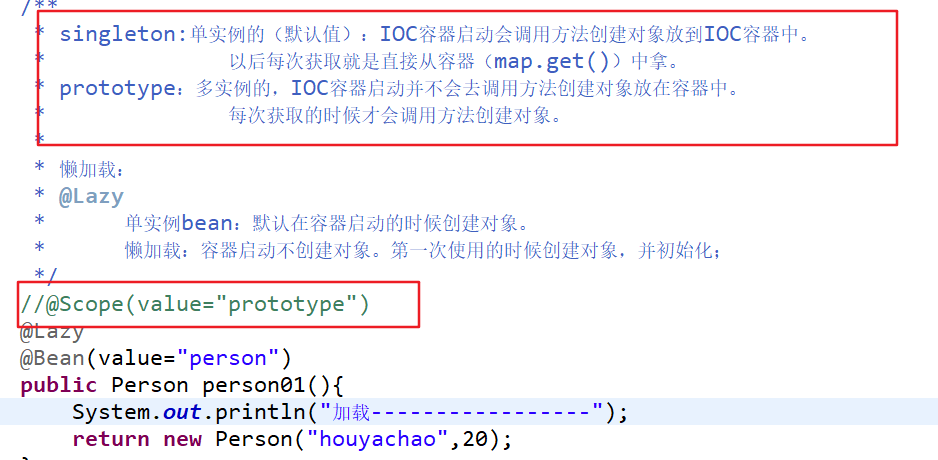 /**
* singleton:单实例的（默认值）：IOC容器启动会调用方法创建对象放到IOC容器中。
* 以后每次获取就是直接从容器（map.get()）中拿。
* prototype：多实例的，IOC容器启动并不会去调用方法创建对象放在容器中。
* 每次获取的时候才会调用方法创建对象。
*
* 懒加载：
* @Lazy
* 单实例bean：默认在容器启动的时候创建对象。
* 懒加载：容器启动不创建对象。第一次使用的时候创建对象，并初始化；
*/
//@Scope(value="prototype")
@Lazy
@Bean(value="person")
public Person person01(){
System.out.println("加载------------------");
return new Person("houyachao",20);